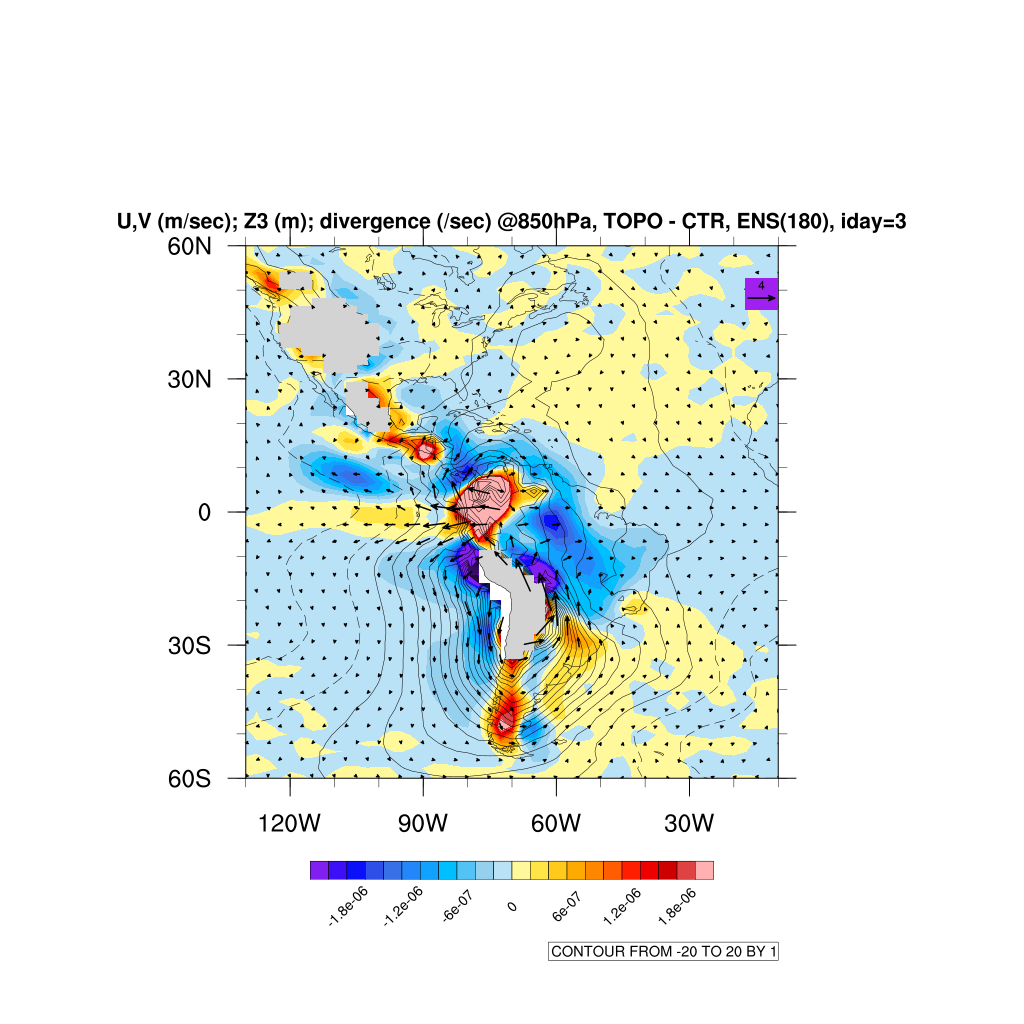 U,V (m/sec); Z3 (m); divergence (/sec) @850hPa, TOPO - CTR, ENS(180), iday=3
60N
4
30N
0
30S
60S
120W 90W 60W 30W
-1.8e-06 -1.2e-06 -6e-07 0 6e-07 1.2e-06 1.8e-06
CONTOUR FROM -20 TO 20 BY 1